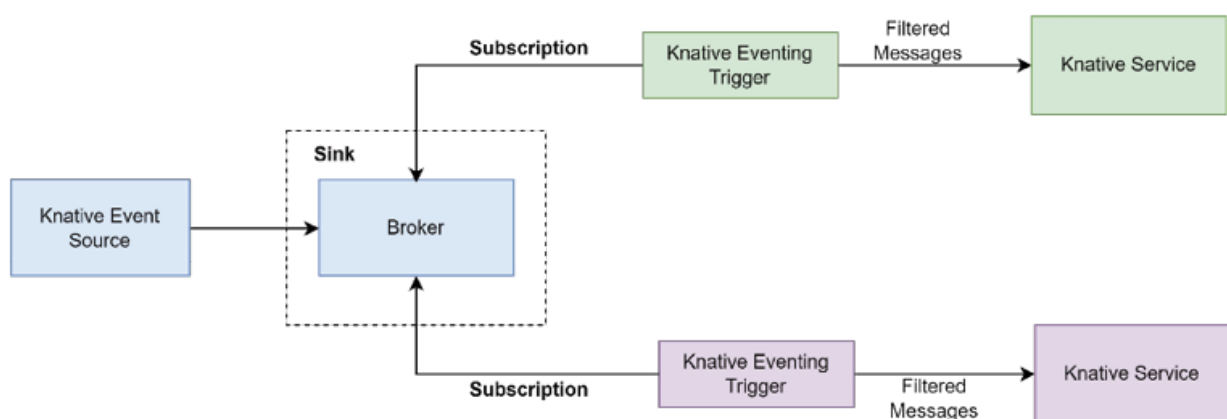 Filtered
Messages
Subscription
Knative Eventing
Trigger
Knative Service
Sink
Knative Event
Source
Broker
Knative Eventing
Trigger
Knative Service
Subscription
Filtered
Messages